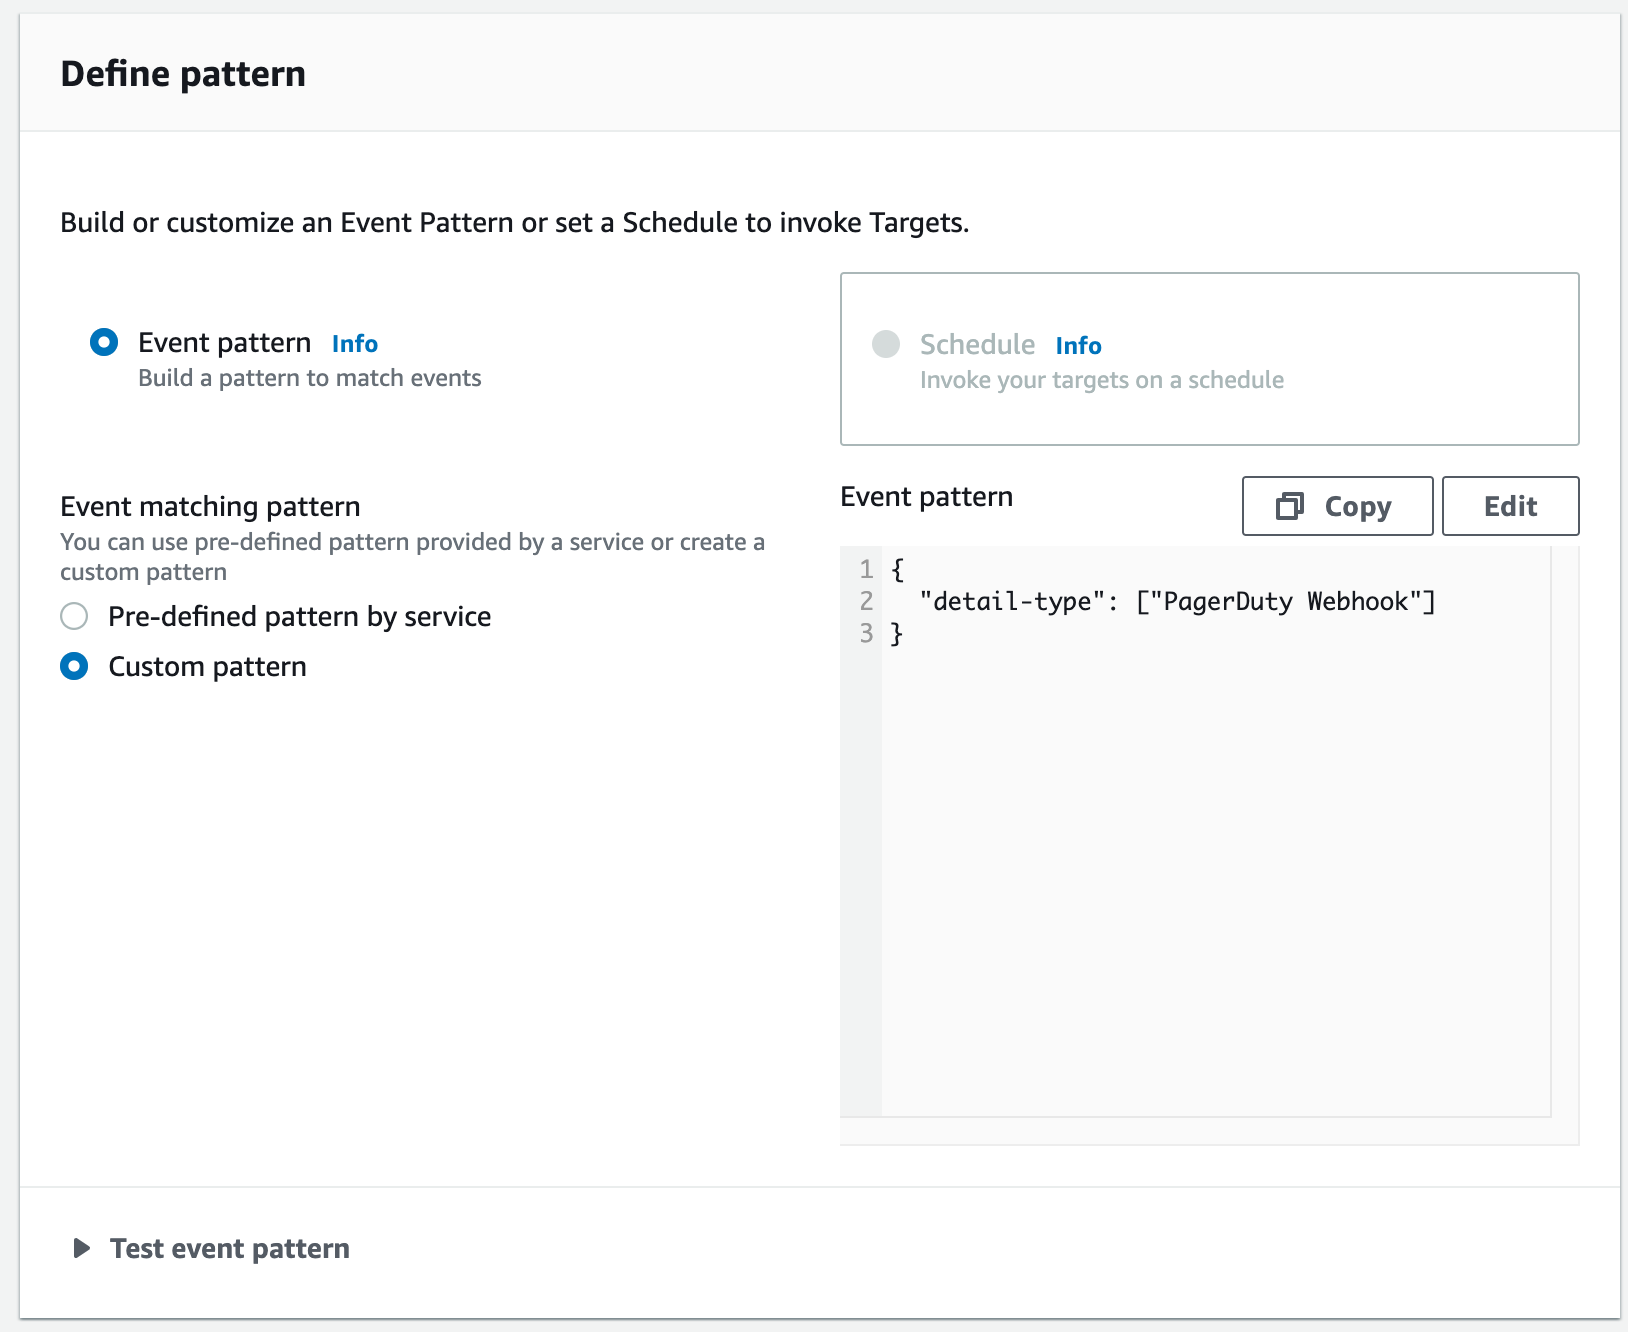 Define pattern
Build or customize an Event Pattern or set a Schedule to invoke Targets.
Event pattern Info
Build a pattern to match events
Schedule Info
Invoke your targets on a schedule
Event matching pattern
You can use pre-defined pattern provided by a service or create a
custom pattern
Pre-defined pattern by service
Custom pattern
Event pattern
Copy
Edit
1 {
2   "detail-type": ["PagerDuty Webhook"]
3 }
Test event pattern